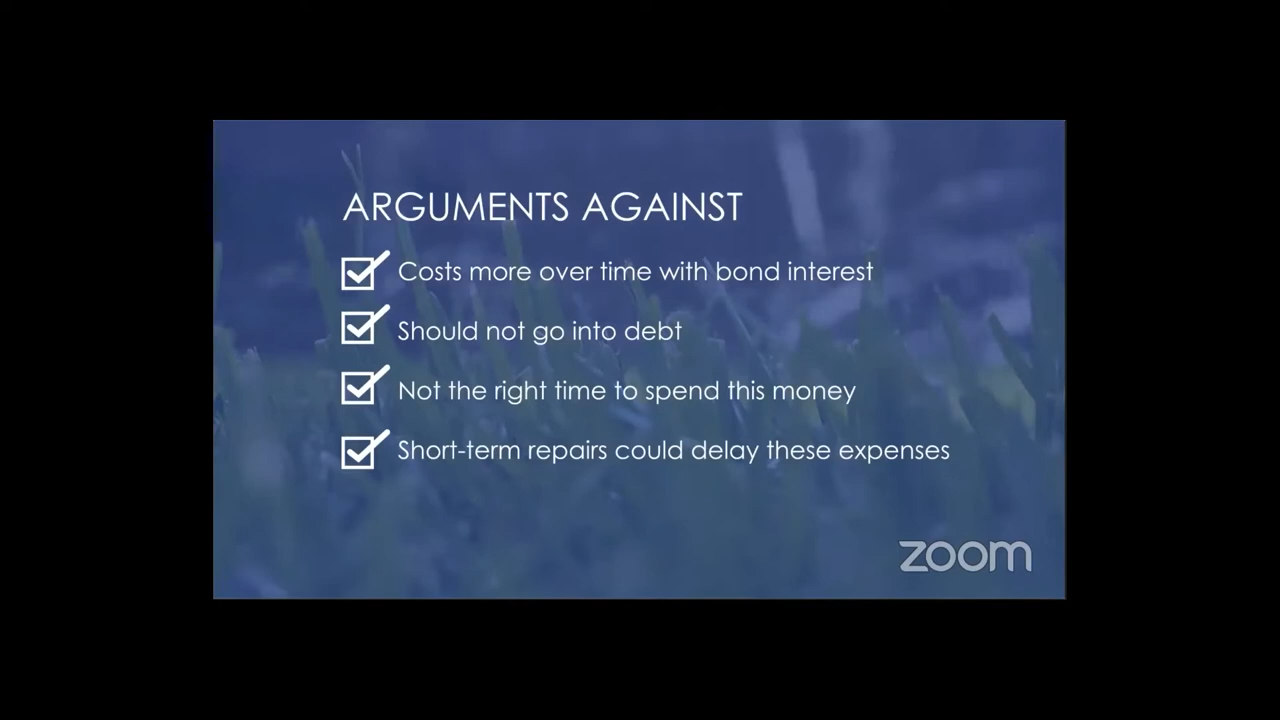 ARGUMENTS AGAINST
Costs more over time with bond interest
Should not go into debt
Not the right time to spend this money
Short-term repairs could delay these expenses
zoom